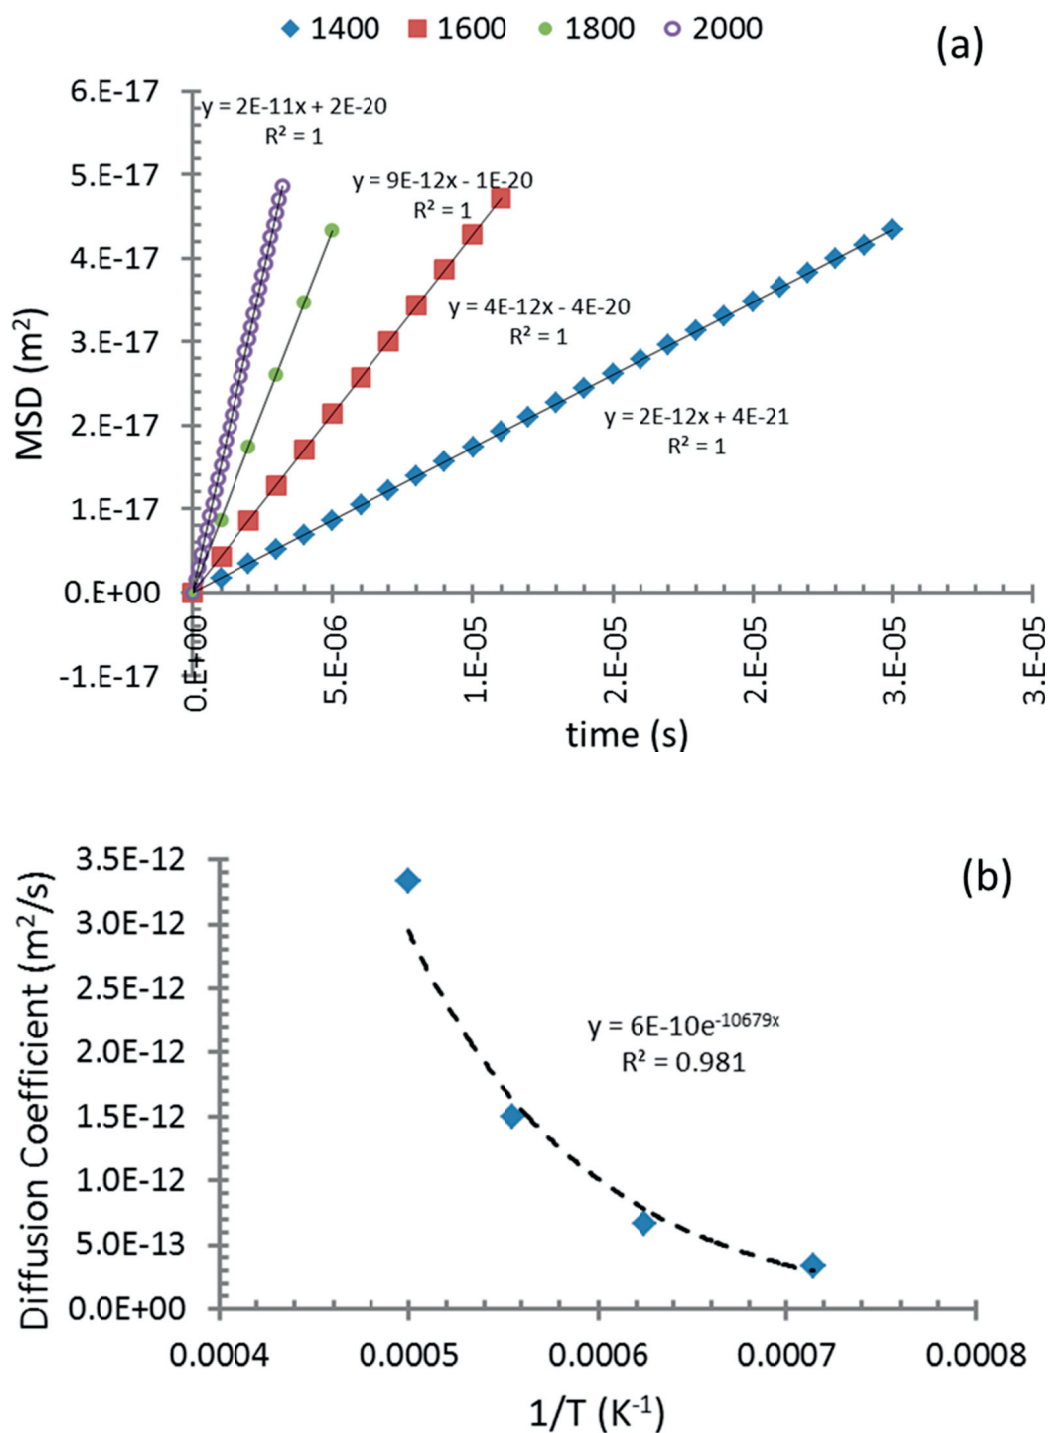 1400 1600 1800 2000
(a)
6.E-17
y = 2E-11x + 2E-20
R² = 1
5.E-17
y = 9E-12x - 1E-20
R² = 1
4.E-17
y = 4E-12x - 4E-20
R² = 1
3.E-17
2.E-17
y = 2E-12x + 4E-21
R² = 1
1.E-17
0.E+00
-1.E-17
MSD (m²)
0.E+00 5.E-06 1.E-05 2.E-05 2.E-05 3.E-05 3.E-05
time (s)
(b)
3.5E-12
3.0E-12
2.5E-12
2.0E-12
1.5E-12
1.0E-12
5.0E-13
0.0E+00
Diffusion Coefficient (m²/s)
y = 6E-10e⁻¹⁰⁶⁷⁹ˣ
R² = 0.981
0.0004 0.0005 0.0006 0.0007 0.0008
1/T (K⁻¹)